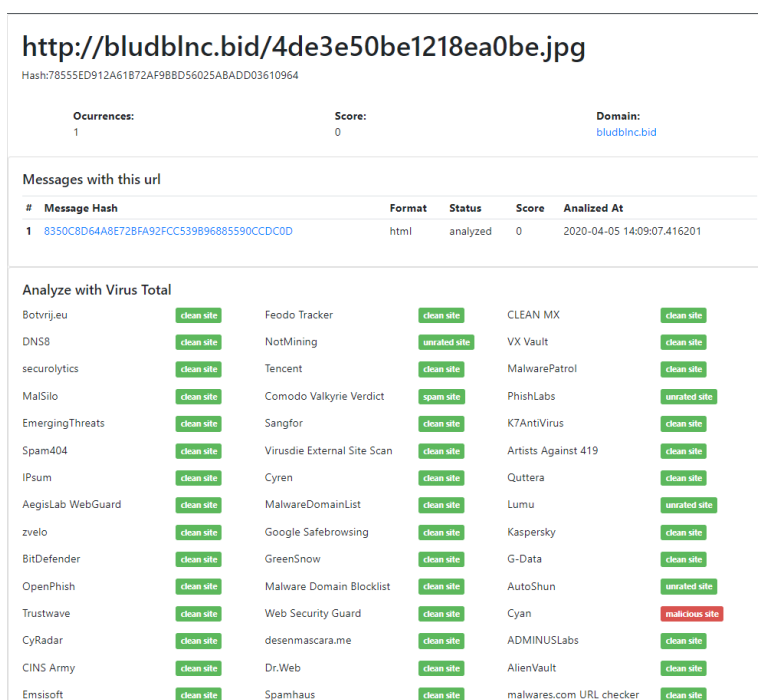 http://bludblnc.bid/4de3e50be1218ea0be.jpg
Hash:78555ED912A61B72AF9BBD56025ABADD03610964
Ocurrences: Score: Domain:
1 0 bludblnc.bid
Messages with this url
# Message Hash Format Status Score Analized At
1 8350C8D64A8E72BFA92FCC539B96885590CCDC0D html analyzed 0 2020-04-05 14:09:07.416201
Analyze with Virus Total
Botvrij.eu clean site Feodo Tracker clean site CLEAN MX clean site
DNS8 clean site NotMining unrated site VX Vault clean site
securolytics clean site Tencent clean site MalwarePatrol clean site
MalSilo clean site Comodo Valkyrie Verdict spam site PhishLabs unrated site
EmergingThreats clean site Sangfor clean site K7AntiVirus clean site
Spam404 clean site Virusdie External Site Scan clean site Artists Against 419 clean site
IPsum clean site Cyren clean site Quttera clean site
AegisLab WebGuard clean site MalwareDomainList clean site Lumu unrated site
zvelo clean site Google Safebrowsing clean site Kaspersky clean site
BitDefender clean site GreenSnow clean site G-Data clean site
OpenPhish clean site Malware Domain Blocklist clean site AutoShun unrated site
Trustwave clean site Web Security Guard clean site Cyan malicious site
CyRadar clean site desenmascara.me clean site ADMINUSLabs clean site
CINS Army clean site Dr.Web clean site AlienVault clean site
Emsisoft clean site Spamhaus clean site malwares.com URL checker clean site